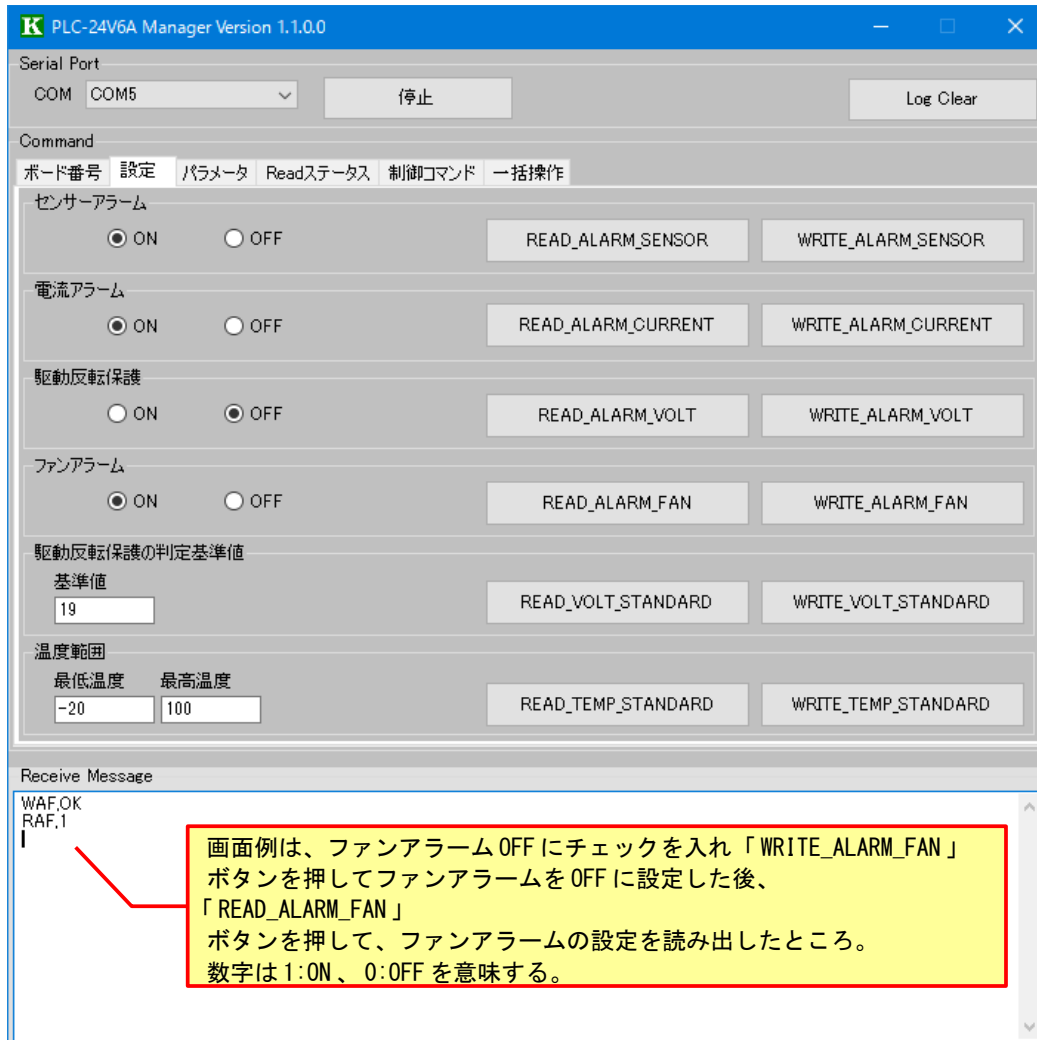 K PLC-24V6A Manager Version 1.1.0.0
Serial Port
COM COM5 停止 Log Clear
Command
ボード番号 設定 パラメータ Readステータス 制御コマンド 一括操作
センサーアラーム
ON OFF READ_ALARM_SENSOR WRITE_ALARM_SENSOR
電流アラーム
ON OFF READ_ALARM_CURRENT WRITE_ALARM_CURRENT
駆動反転保護
ON OFF READ_ALARM_VOLT WRITE_ALARM_VOLT
ファンアラーム
ON OFF READ_ALARM_FAN WRITE_ALARM_FAN
駆動反転保護の判定基準値
基準値
19 READ_VOLT_STANDARD WRITE_VOLT_STANDARD
温度範囲
最低温度 最高温度
-20 100 READ_TEMP_STANDARD WRITE_TEMP_STANDARD
Receive Message
WAF,OK
RAF,1
画面例は、ファンアラームOFFにチェックを入れ「WRITE_ALARM_FAN」
ボタンを押してファンアラームをOFFに設定した後、
「READ_ALARM_FAN」
ボタンを押して、ファンアラームの設定を読み出したところ。
数字は1:ON、0:OFFを意味する。